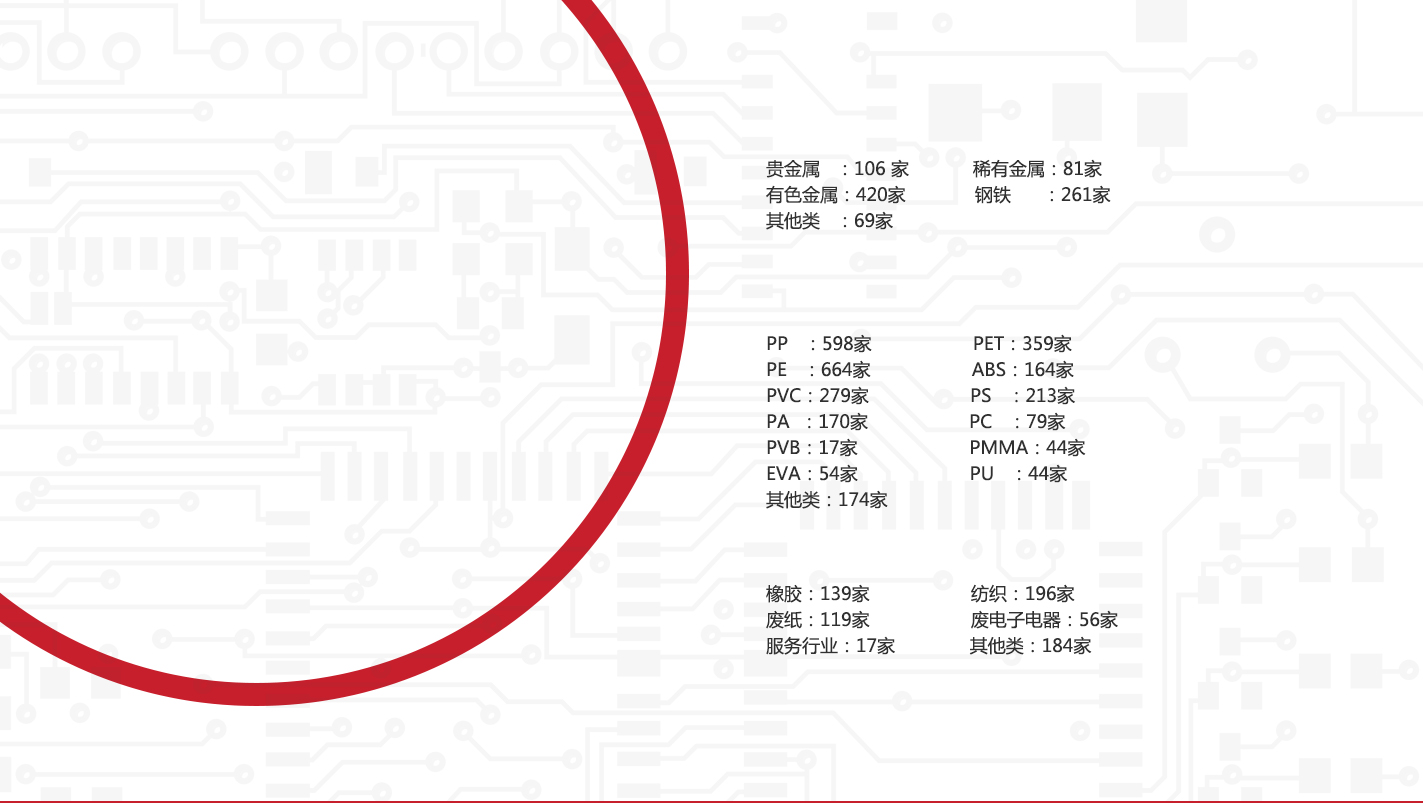 贵金属 ：106 家 稀有金属：81家
有色金属：420家 钢铁 ：261家
其他类 ：69家
PP ：598家 PET：359家
PE ：664家 ABS：164家
PVC：279家 PS ：213家
PA ：170家 PC ：79家
PVB：17家 PMMA：44家
EVA：54家 PU ：44家
其他类：174家
橡胶：139家 纺织：196家
废纸：119家 废电子电器：56家
服务行业：17家 其他类：184家